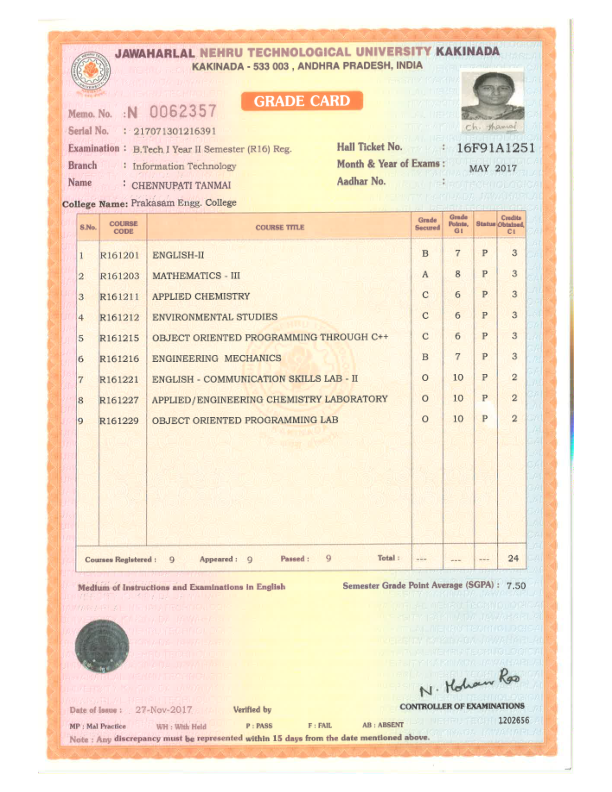 JAWAHARLAL NEHRU TECHNOLOGICAL UNIVERSITY KAKINADA
KAKINADA - 533 003 , ANDHRA PRADESH, INDIA
GRADE CARD
Memo. No. : N 0062357
Serial No. : 217071301216391
Examination : B.Tech I Year II Semester (R16) Reg.
Hall Ticket No. : 16F91A1251
Branch : Information Technology
Month & Year of Exams : MAY 2017
Name : CHENNUPATI TANMAI
Aadhar No. :
College Name: Prakasam Engg. College
S.No. COURSE CODE COURSE TITLE Grade Secured Grade Points, G i Status Credits Obtained, C i
1 R161201 ENGLISH-II B 7 P 3
2 R161203 MATHEMATICS - III A 8 P 3
3 R161211 APPLIED CHEMISTRY C 6 P 3
4 R161212 ENVIRONMENTAL STUDIES C 6 P 3
5 R161215 OBJECT ORIENTED PROGRAMMING THROUGH C++ C 6 P 3
6 R161216 ENGINEERING MECHANICS B 7 P 3
7 R161221 ENGLISH - COMMUNICATION SKILLS LAB - II O 10 P 2
8 R161227 APPLIED/ENGINEERING CHEMISTRY LABORATORY O 10 P 2
9 R161229 OBJECT ORIENTED PROGRAMMING LAB O 10 P 2
Courses Registered : 9 Appeared : 9 Passed : 9 Total : --- --- --- 24
Medium of Instructions and Examinations in English
Semester Grade Point Average (SGPA) : 7.50
N. Mohan Rao
Date of Issue : 27-Nov-2017 Verified by CONTROLLER OF EXAMINATIONS
1202656
MP : Mal Practice WH : With Held P : PASS F : FAIL AB : ABSENT
Note : Any discrepancy must be represented within 15 days from the date mentioned above.